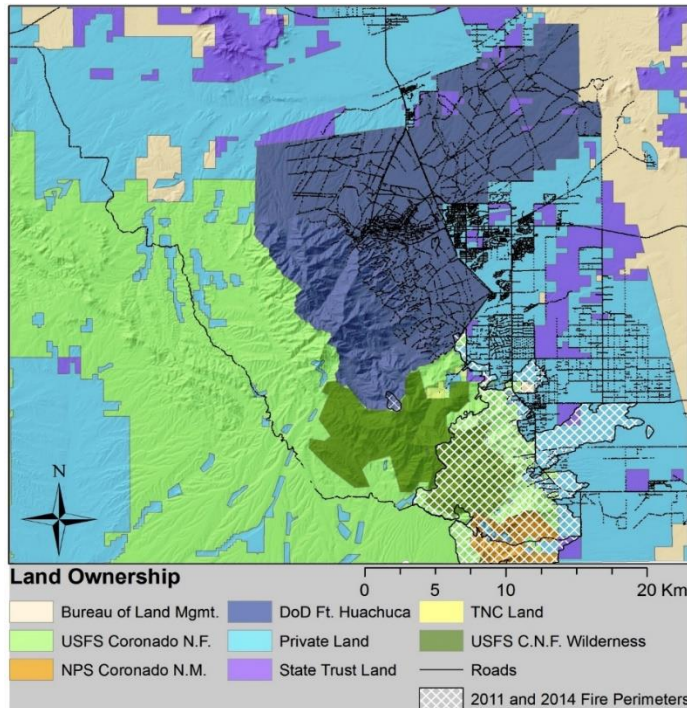 N
Land Ownership
0 5 10 20 Km
Bureau of Land Mgmt.
DoD Ft. Huachuca
TNC Land
USFS Coronado N.F.
Private Land
USFS C.N.F. Wilderness
NPS Coronado N.M.
State Trust Land
Roads
2011 and 2014 Fire Perimeters